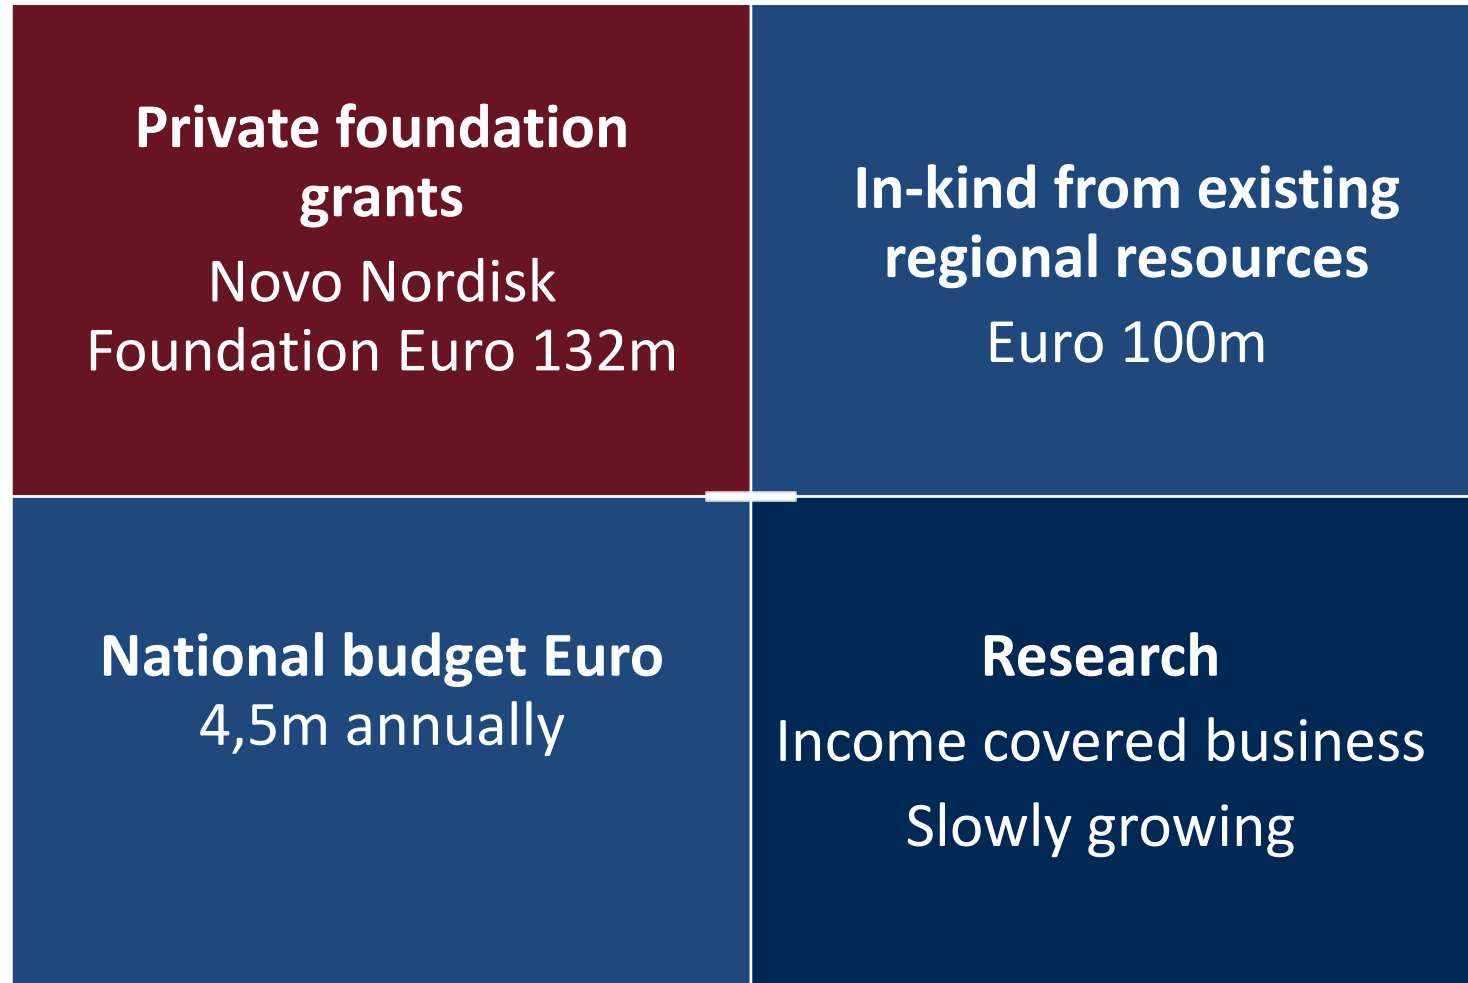 Private foundation
grants
Novo Nordisk
Foundation Euro 132m
In-kind from existing
regional resources
Euro 100m
National budget Euro
4,5m annually
Research
Income covered business
Slowly growing